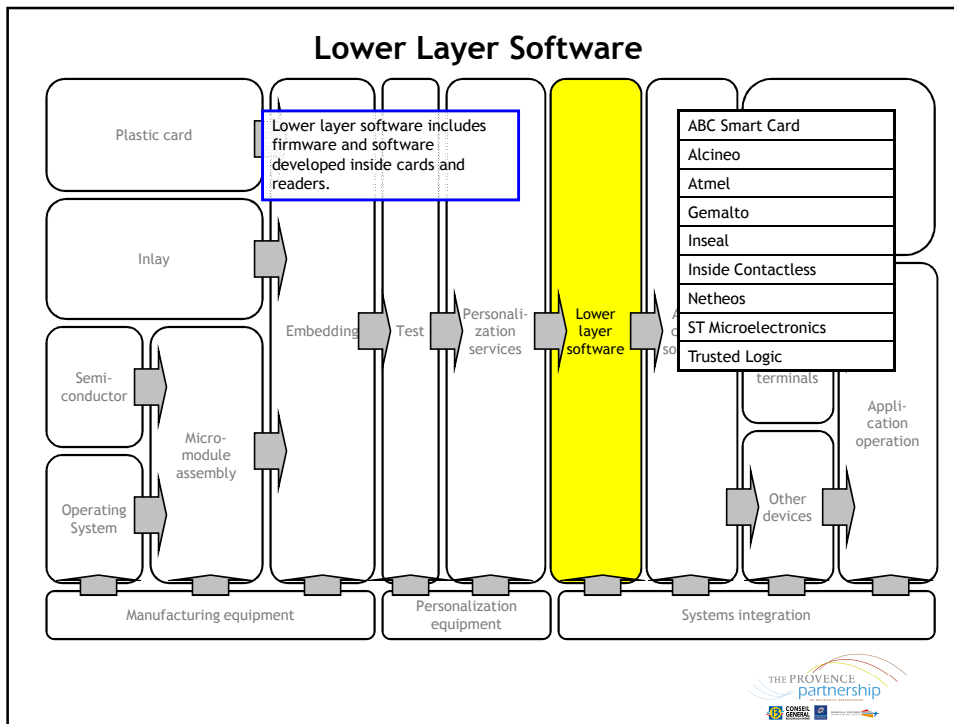 Lower Layer Software
Plastic card
Lower layer software includes
firmware and software
developed inside cards and
readers.
ABC Smart Card
Alcineo
Atmel
Gemalto
Inseal
Inside Contactless
Netheos
ST Microelectronics
Trusted Logic
Inlay
Embedding
Test
Personali-
zation
services
Lower
layer
software
terminals
Semi-
conductor
Micro-
module
assembly
Appli-
cation
operation
Operating
System
Other
devices
Manufacturing equipment
Personalization
equipment
Systems integration
THE PROVENCE
partnership
CONSEIL
GENERAL